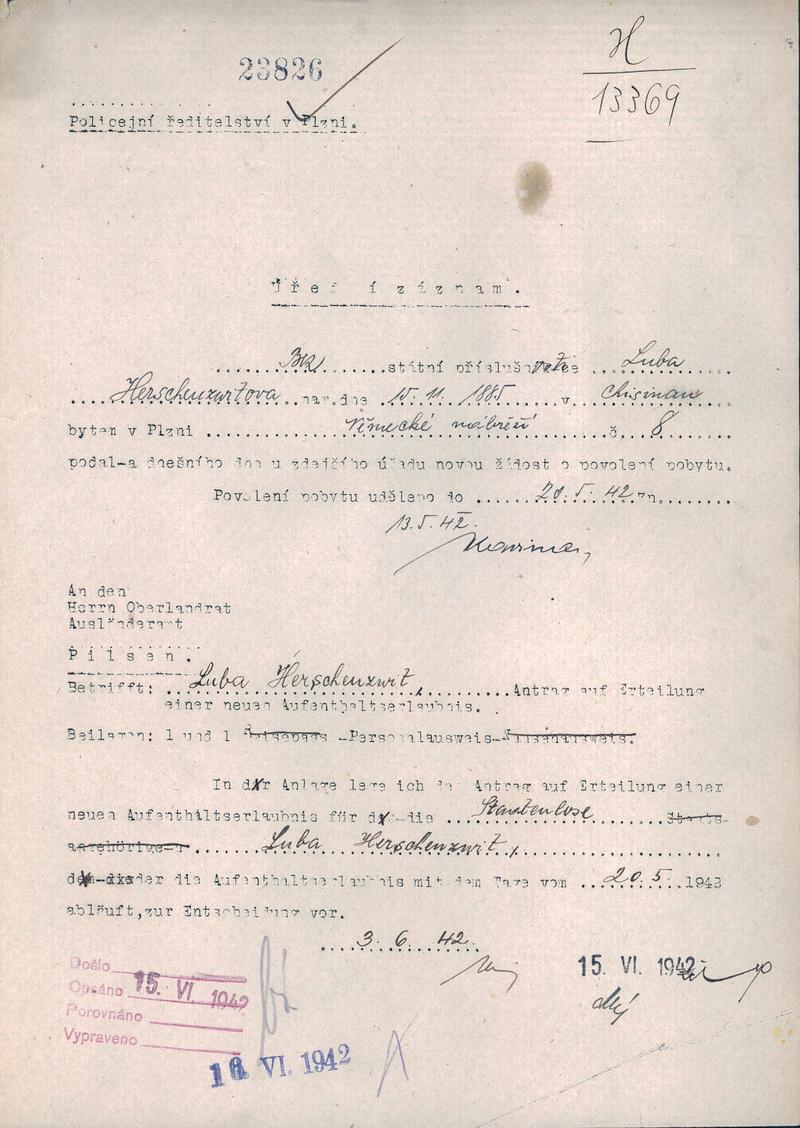 23826
H
13369
Policejní ředitelství v Plzni.
Úřední záznam.
Bez státní příslušnosti Luba
Herschenzwitova nar.dne 15.11.1885 v Chisinau
bytem v Plzni Německé nábřeží č. 8
podal-a dnešního dne u zdejšího úřadu novou žádost o povolení pobytu.
Povolení pobytu uděleno do 20.5.42
13.5.42.
An den
Herrn Oberlandrat
Ausländeramt
Pilsen.
Betrifft: Luba Herschenzwit, Antrag auf Erteilung
einer neuen Aufenthaltserlaubnis.
Beilagen: 1 und 1 Reisepass -Personalausweis-
In der Anlage lege ich den Antrag auf Erteilung einer
neuen Aufenthaltserlaubnis für die Staatenlose Staats-
angehörige-n Luba Herschenzwit,
der die Aufenthaltserlaubnis mit dem Tage vom 20.5. 1942
abläuft,zur Entscheidung vor.
3. 6. 42.
15. VI. 1942
Došlo
Opsáno 15. VI 1942
Porovnáno
Vypraveno
VI. 1942